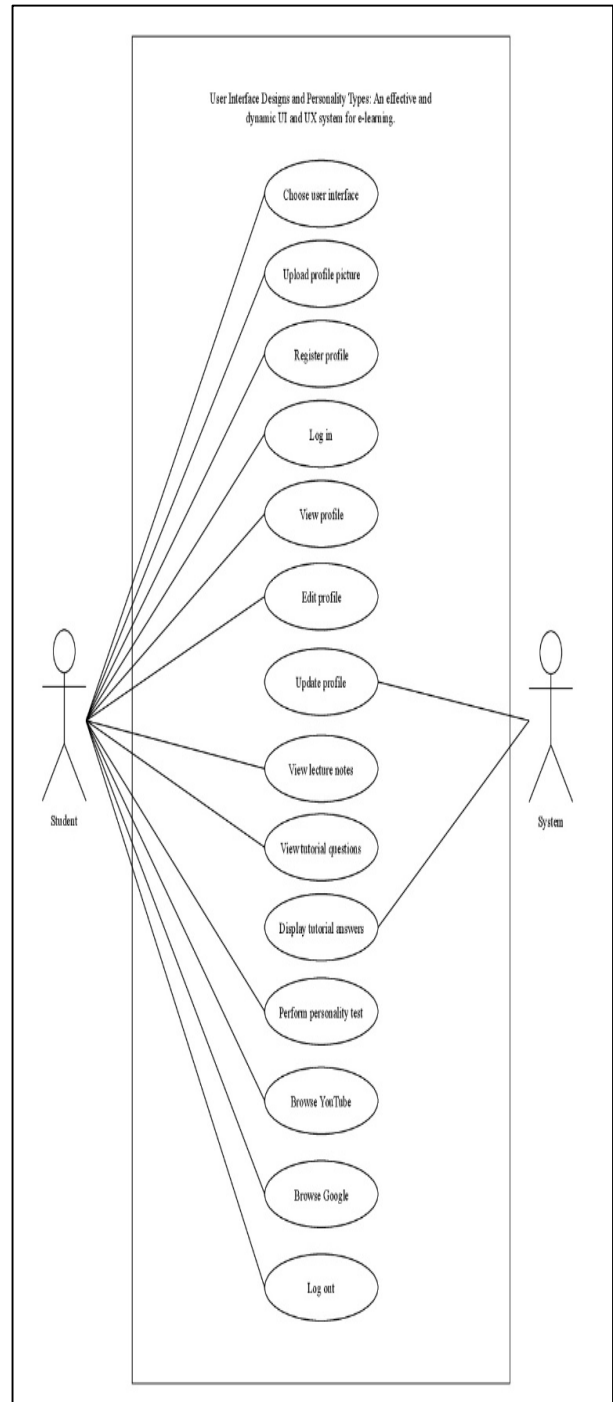 User Interface Designs and Personality Types: An effective and
dynamic UI and UX system for e-learning.
Choose user interface
Upload profile picture
Register profile
Log in
View profile
Edit profile
Update profile
View lecture notes
Student
System
View tutorial questions
Display tutorial answers
Perform personality test
Browse YouTube
Browse Google
Log out